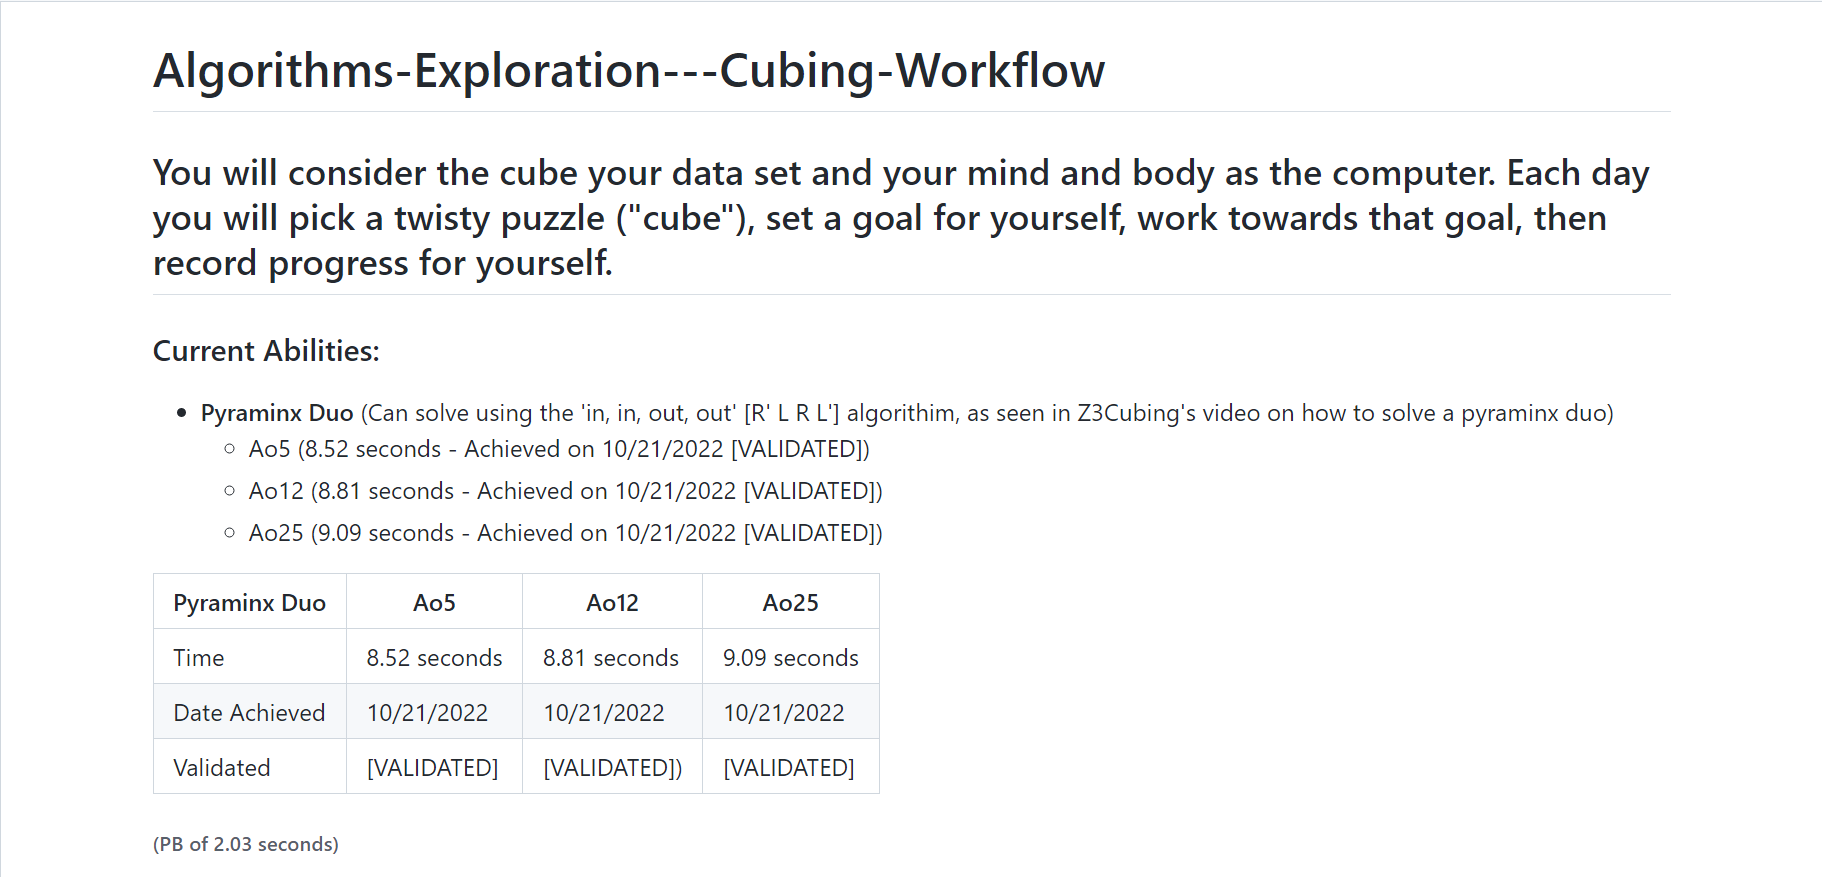 Algorithms-Exploration---Cubing-Workflow
You will consider the cube your data set and your mind and body as the computer. Each day
you will pick a twisty puzzle ("cube"), set a goal for yourself, work towards that goal, then
record progress for yourself.
Current Abilities:
• Pyraminx Duo (Can solve using the 'in, in, out, out' [R' L R L'] algorithim, as seen in Z3Cubing's video on how to solve a pyraminx duo)
○ Ao5 (8.52 seconds - Achieved on 10/21/2022 [VALIDATED])
○ Ao12 (8.81 seconds - Achieved on 10/21/2022 [VALIDATED])
○ Ao25 (9.09 seconds - Achieved on 10/21/2022 [VALIDATED])
Pyraminx Duo Ao5 Ao12 Ao25
Time 8.52 seconds 8.81 seconds 9.09 seconds
Date Achieved 10/21/2022 10/21/2022 10/21/2022
Validated [VALIDATED] [VALIDATED]) [VALIDATED]
(PB of 2.03 seconds)